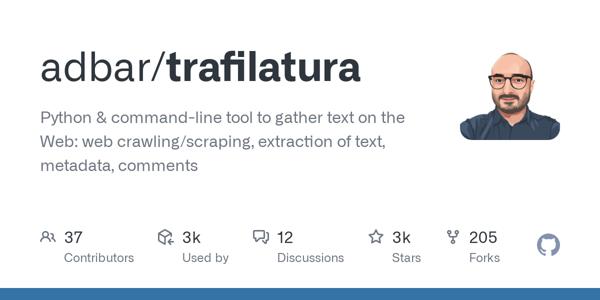 adbar/trafilatura
Python & command-line tool to gather text on the
Web: web crawling/scraping, extraction of text,
metadata, comments
37 3k 12 3k 205
Contributors Used by Discussions Stars Forks